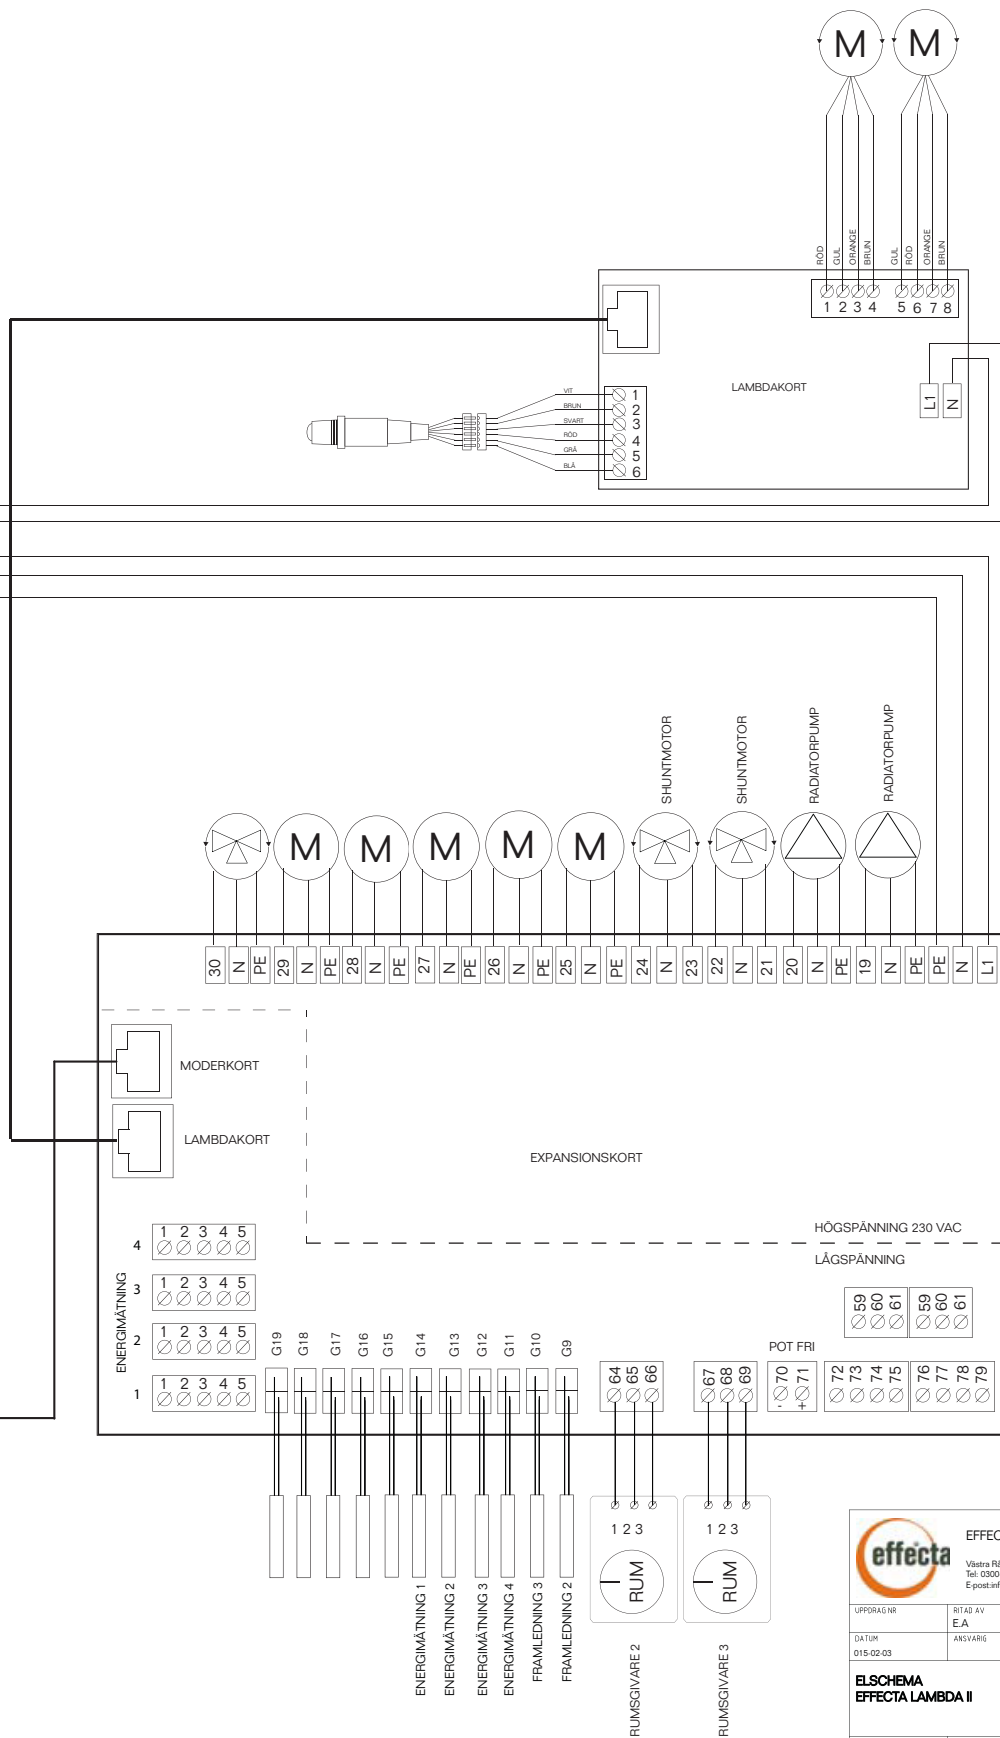 M M
RÖD GUL ORANGE BRUN GUL RÖD ORANGE BRUN
1 2 3 4 5 6 7 8
LAMBDAKORT
L1 N
VIT 1
BRUN 2
SVART 3
RÖD 4
GRÅ 5
BLÅ 6
SHUNTMOTOR SHUNTMOTOR RADIATORPUMP RADIATORPUMP
M M M M M
30 N PE 29 N PE 28 N PE 27 N PE 26 N PE 25 N PE 24 N 23 22 N 21 20 N PE 19 N PE PE N L1
MODERKORT
LAMBDAKORT
EXPANSIONSKORT
HÖGSPÄNNING 230 VAC
LÅGSPÄNNING
ENERGIMÄTNING
4 1 2 3 4 5
3 1 2 3 4 5
2 1 2 3 4 5
1 1 2 3 4 5
G19 G18 G17 G16 G15 G14 G13 G12 G11 G10 G9
59 60 61 59 60 61
POT FRI
64 65 66 67 68 69 70 71 72 73 74 75 76 77 78 79
- +
1 2 3 1 2 3
RUM RUM
ENERGIMÄTNING 1
ENERGIMÄTNING 2
ENERGIMÄTNING 3
ENERGIMÄTNING 4
FRAMLEDNING 3
FRAMLEDNING 2
RUMSGIVARE 2
RUMSGIVARE 3
effecta
EFFEC
Västra Rå
Tel: 0300
E-post:inf
UPPDRAG NR RITAD AV
E.A
DATUM ANSVARIG
015-02-03
ELSCHEMA
EFFECTA LAMBDA II